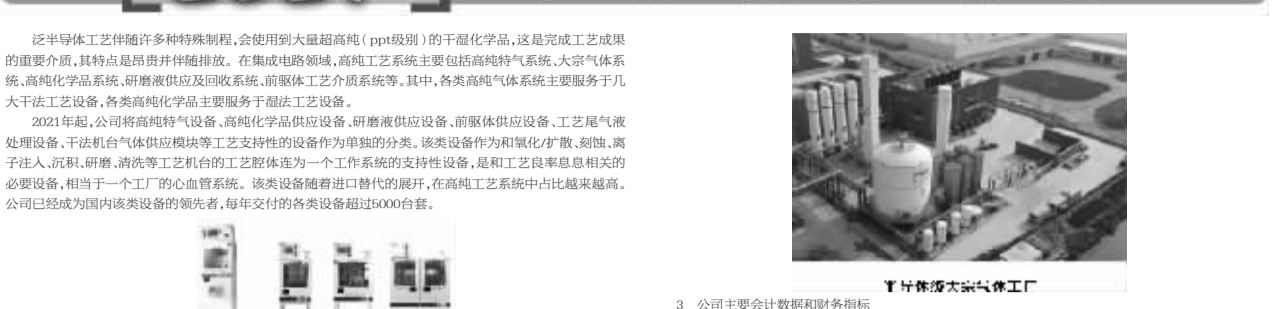 泛半导体工艺伴随许多种特殊制程,会使用到大量超高纯(ppt级别)的干湿化学品,这是完成工艺成果
的重要介质,其特点是昂贵并伴随排放。在集成电路领域,高纯工艺系统主要包括高纯特气系统、大宗气体系
统、高纯化学品系统、研磨液供应及回收系统、前驱体工艺介质系统等。其中,各类高纯气体系统主要服务于几
大干法工艺设备,各类高纯化学品主要服务于湿法工艺设备。
2021年起,公司将高纯特气设备、高纯化学品供应设备、研磨液供应设备、前驱体供应设备、工艺尾气液
处理设备、干法机台气体供应模块等工艺支持性的设备作为单独的分类。该类设备作为和氧化/扩散、刻蚀、离
子注入、沉积、研磨、清洗等工艺机台的工艺腔体连为一个工作系统的支持性设备,是和工艺良率息息相关的
必要设备,相当于一个工厂的心血管系统。该类设备随着进口替代的展开,在高纯工艺系统中占比越来越高。
公司已经成为国内该类设备的领先者,每年交付的各类设备超过5000台套。
半导体级大宗气体工厂
3 公司主要会计数据和财务指标